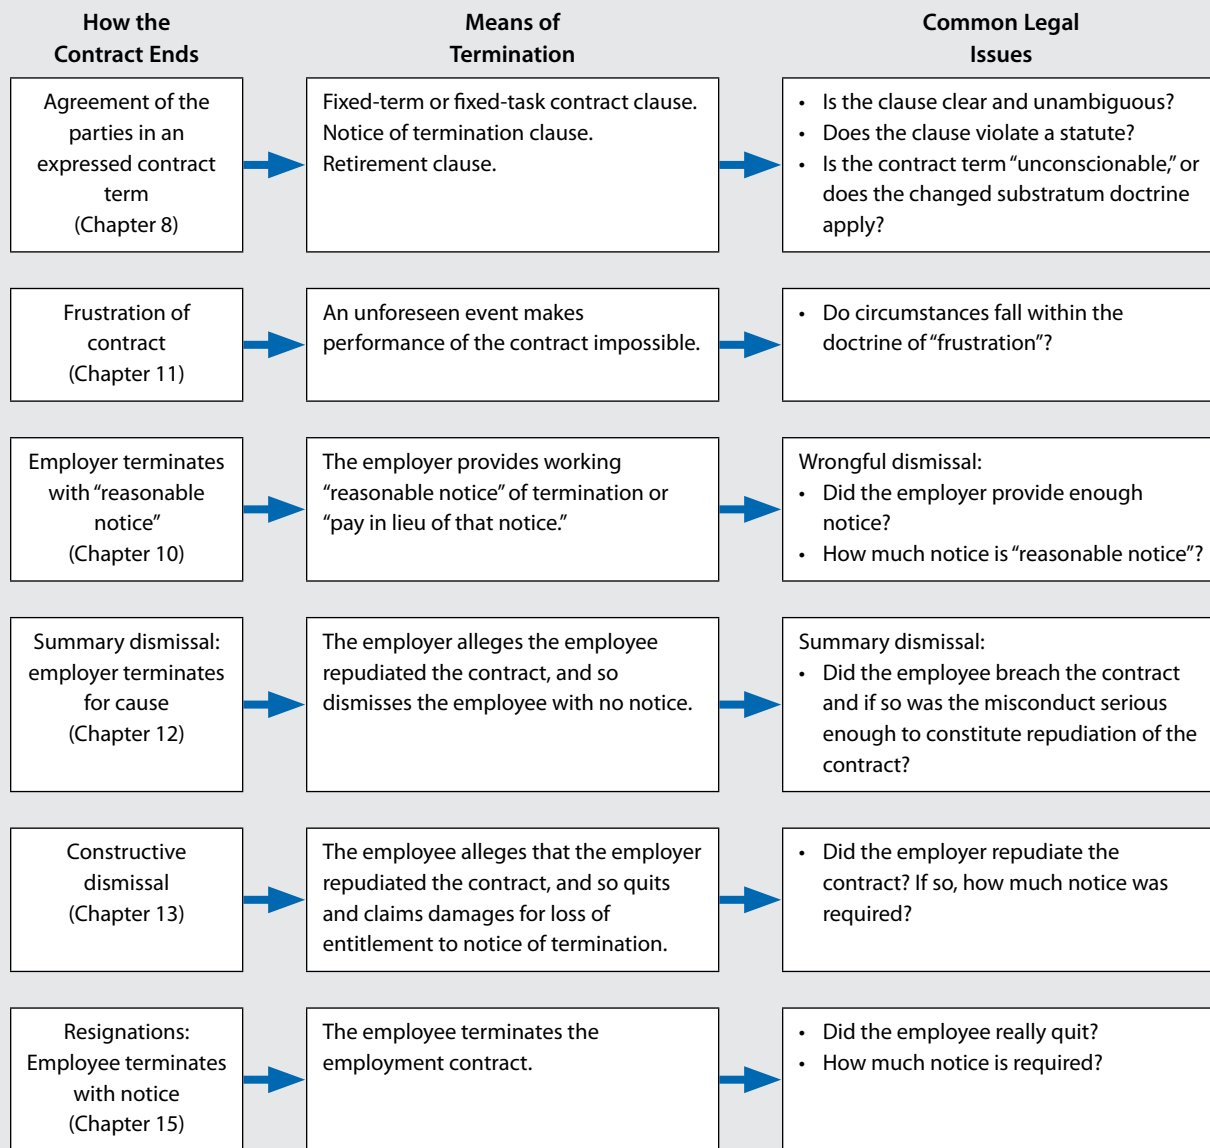 How the
Contract Ends
Means of
Termination
Common Legal
Issues
Agreement of the
parties in an
expressed contract
term
(Chapter 8)
Fixed-term or fixed-task contract clause.
Notice of termination clause.
Retirement clause.
• Is the clause clear and unambiguous?
• Does the clause violate a statute?
• Is the contract term “unconscionable,” or
does the changed substratum doctrine
apply?
Frustration of
contract
(Chapter 11)
An unforeseen event makes
performance of the contract impossible.
• Do circumstances fall within the
doctrine of “frustration”?
Employer terminates
with “reasonable
notice”
(Chapter 10)
The employer provides working
“reasonable notice” of termination or
“pay in lieu of that notice.”
Wrongful dismissal:
• Did the employer provide enough
notice?
• How much notice is “reasonable notice”?
Summary dismissal:
employer terminates
for cause
(Chapter 12)
The employer alleges the employee
repudiated the contract, and so
dismisses the employee with no notice.
Summary dismissal:
• Did the employee breach the contract
and if so was the misconduct serious
enough to constitute repudiation of the
contract?
Constructive
dismissal
(Chapter 13)
The employee alleges that the employer
repudiated the contract, and so quits
and claims damages for loss of
entitlement to notice of termination.
• Did the employer repudiate the
contract? If so, how much notice was
required?
Resignations:
Employee terminates
with notice
(Chapter 15)
The employee terminates the
employment contract.
• Did the employee really quit?
• How much notice is required?